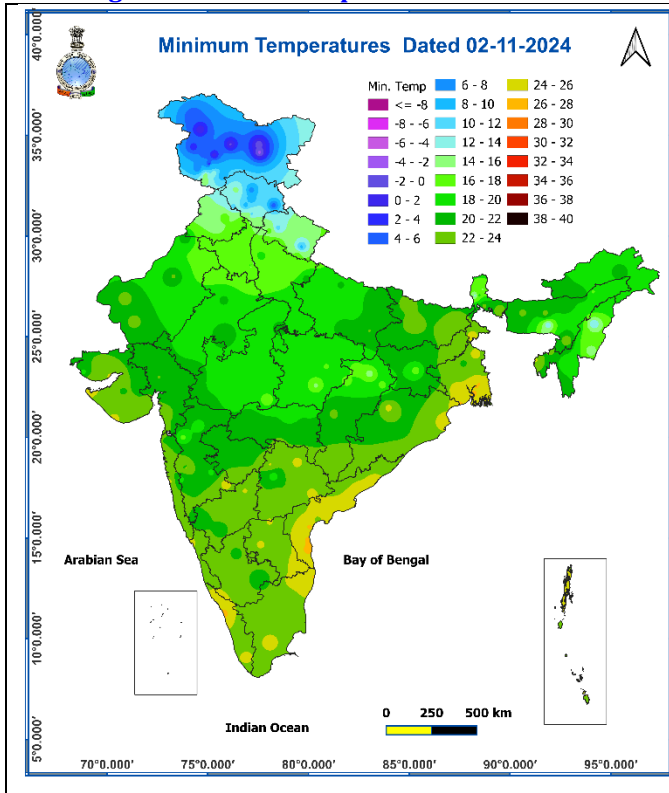 Minimum Temperatures Dated 02-11-2024
Min. Temp
<= -8
-8 - -6
-6 - -4
-4 - -2
-2 - 0
0 - 2
2 - 4
4 - 6
6 - 8
8 - 10
10 - 12
12 - 14
14 - 16
16 - 18
18 - 20
20 - 22
22 - 24
24 - 26
26 - 28
28 - 30
30 - 32
32 - 34
34 - 36
36 - 38
38 - 40
40°0.000'
35°0.000'
30°0.000'
25°0.000'
20°0.000'
15°0.000'
10°0.000'
5°0.000'
Arabian Sea
Bay of Bengal
Indian Ocean
0 250 500 km
70°0.000' 75°0.000' 80°0.000' 85°0.000' 90°0.000' 95°0.000'